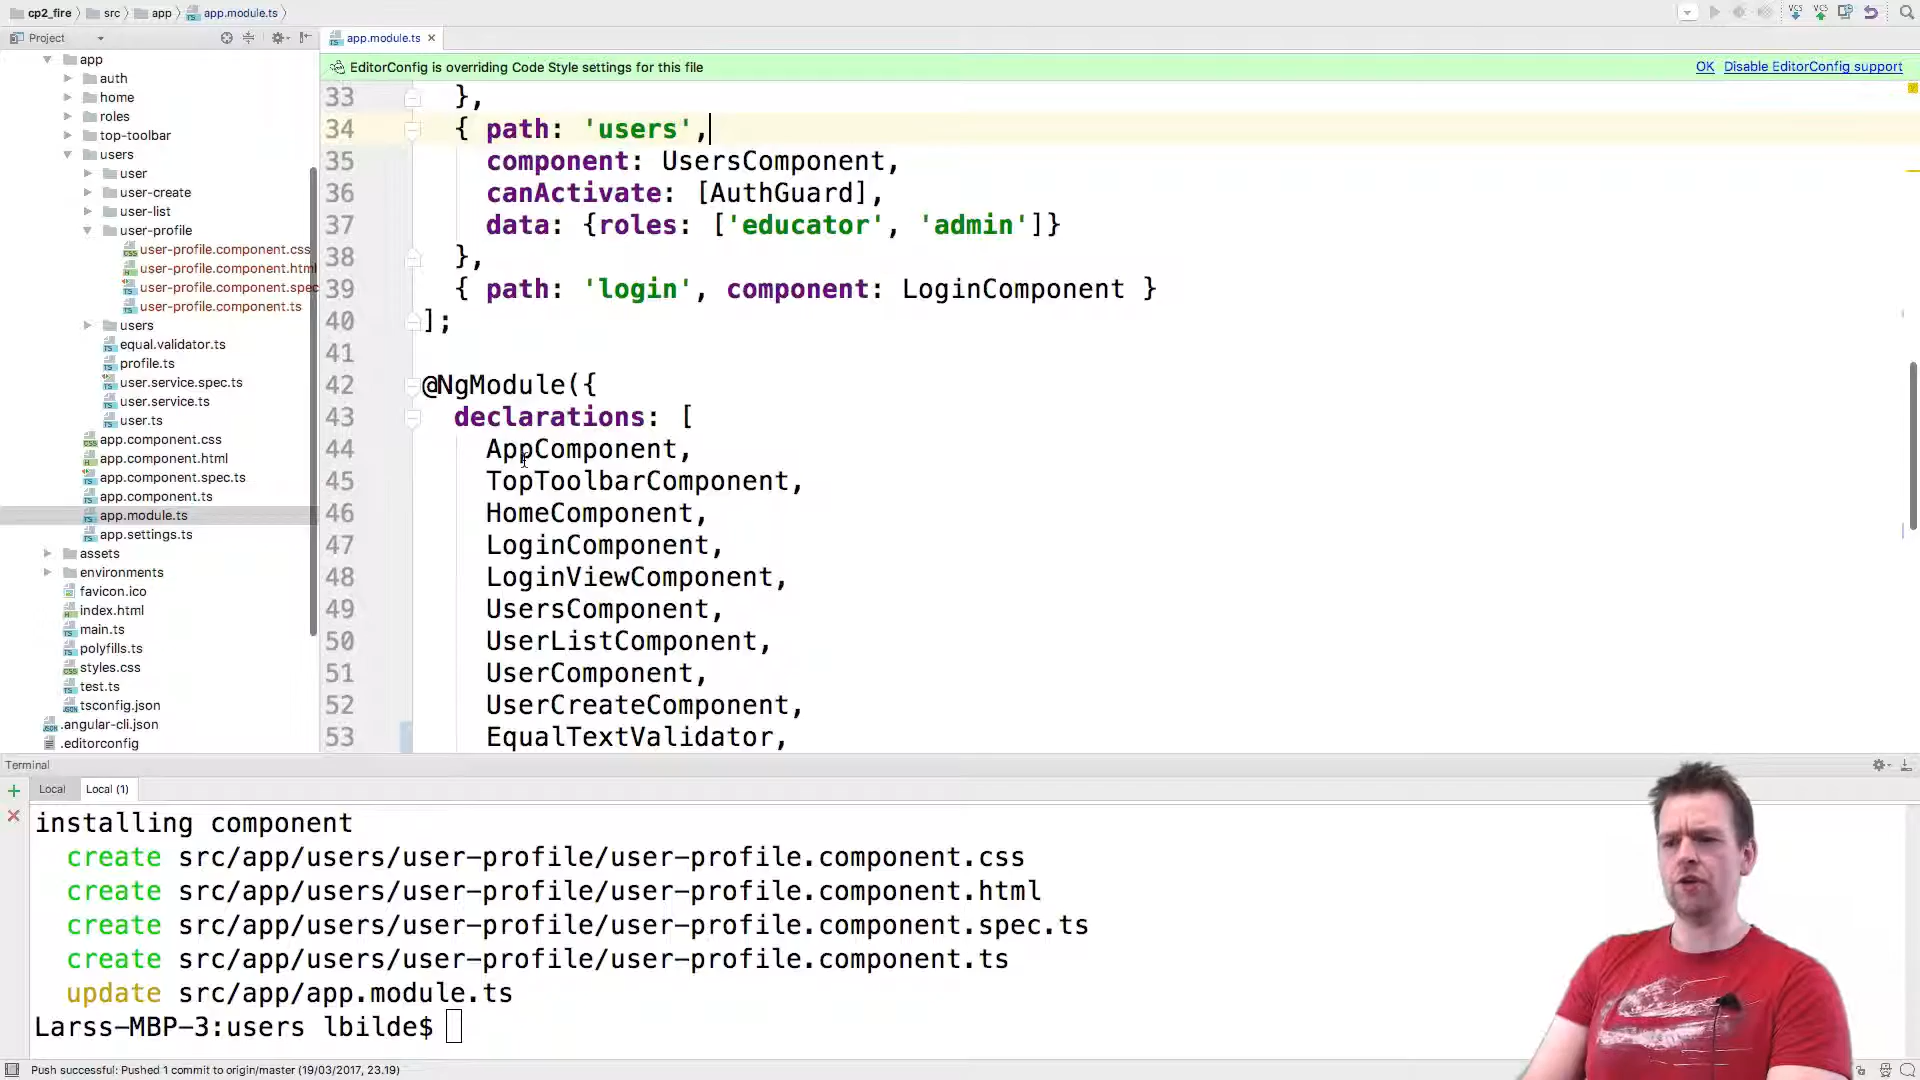 cp2_fire src app app.module.ts
Project
app.module.ts
EditorConfig is overriding Code Style settings for this file
OK Disable EditorConfig support
app
auth
home
roles
top-toolbar
users
user
user-create
user-list
user-profile
user-profile.component.css
user-profile.component.html
user-profile.component.spec
user-profile.component.ts
users
equal.validator.ts
profile.ts
user.service.spec.ts
user.service.ts
user.ts
app.component.css
app.component.html
app.component.spec.ts
app.component.ts
app.module.ts
app.settings.ts
assets
environments
favicon.ico
index.html
main.ts
polyfills.ts
styles.css
test.ts
tsconfig.json
.angular-cli.json
.editorconfig
33 },
34 { path: 'users',
35 component: UsersComponent,
36 canActivate: [AuthGuard],
37 data: {roles: ['educator', 'admin']}
38 },
39 { path: 'login', component: LoginComponent }
40 ];
41
42 @NgModule({
43 declarations: [
44 AppComponent,
45 TopToolbarComponent,
46 HomeComponent,
47 LoginComponent,
48 LoginViewComponent,
49 UsersComponent,
50 UserListComponent,
51 UserComponent,
52 UserCreateComponent,
53 EqualTextValidator,
Terminal
Local Local (1)
installing component
create src/app/users/user-profile/user-profile.component.css
create src/app/users/user-profile/user-profile.component.html
create src/app/users/user-profile/user-profile.component.spec.ts
create src/app/users/user-profile/user-profile.component.ts
update src/app/app.module.ts
Larss-MBP-3:users lbilde$
Push successful: Pushed 1 commit to origin/master (19/03/2017, 23.19)